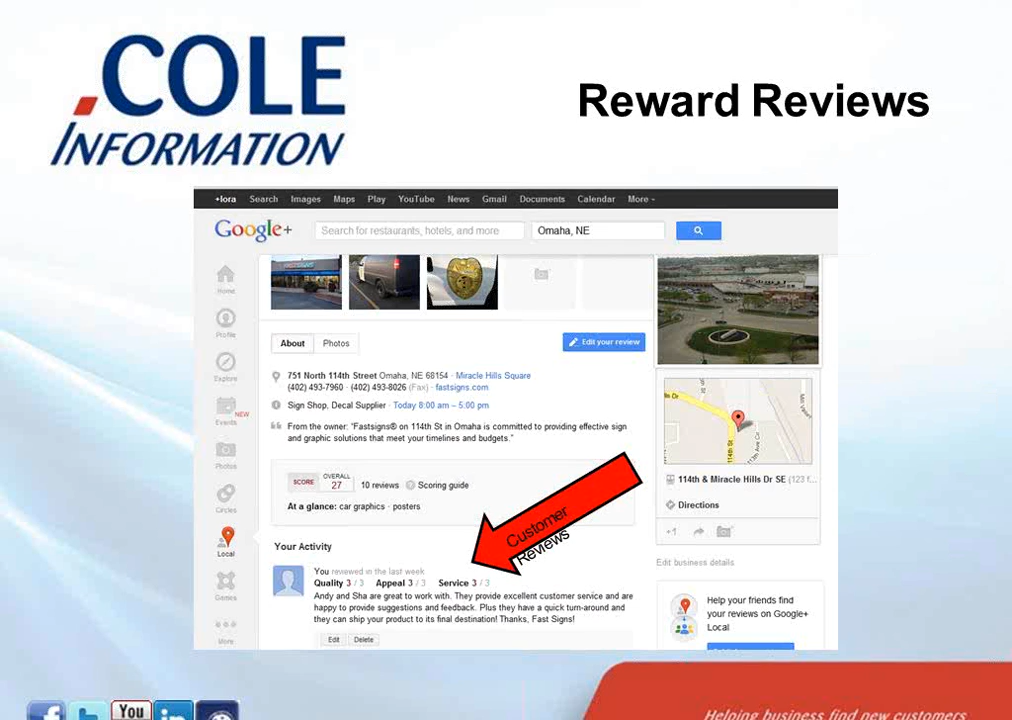 .COLE
INFORMATION
Reward Reviews
+lora Search Images Maps Play YouTube News Gmail Documents Calendar More
Google+ Search for restaurants, hotels, and more Omaha, NE
Home
Profile
Explore
Events NEW
Photos
Circles
Local
Games
More
About Photos Edit your review
751 North 114th Street Omaha, NE 68154 · Miracle Hills Square
(402) 493-7960 · (402) 493-8026 (Fax) · fastsigns.com
Sign Shop, Decal Supplier · Today 8:00 am – 5:00 pm
From the owner: "Fastsigns® on 114th St in Omaha is committed to providing effective sign
and graphic solutions that meet your timelines and budgets."
SCORE OVERALL 27 10 reviews Scoring guide
At a glance: car graphics · posters
Customer
Reviews
Your Activity
You reviewed in the last week
Quality 3 / 3 Appeal 3 / 3 Service 3 / 3
Andy and Sha are great to work with. They provide excellent customer service and are
happy to provide suggestions and feedback. Plus they have a quick turn-around and
they can ship your product to its final destination! Thanks, Fast Signs!
Edit Delete
114th St
113th Ave Cir
114th & Miracle Hills Dr SE (123 f...
Directions
+1
Edit business details
Help your friends find
your reviews on Google+
Local
You
Helping business find new customers